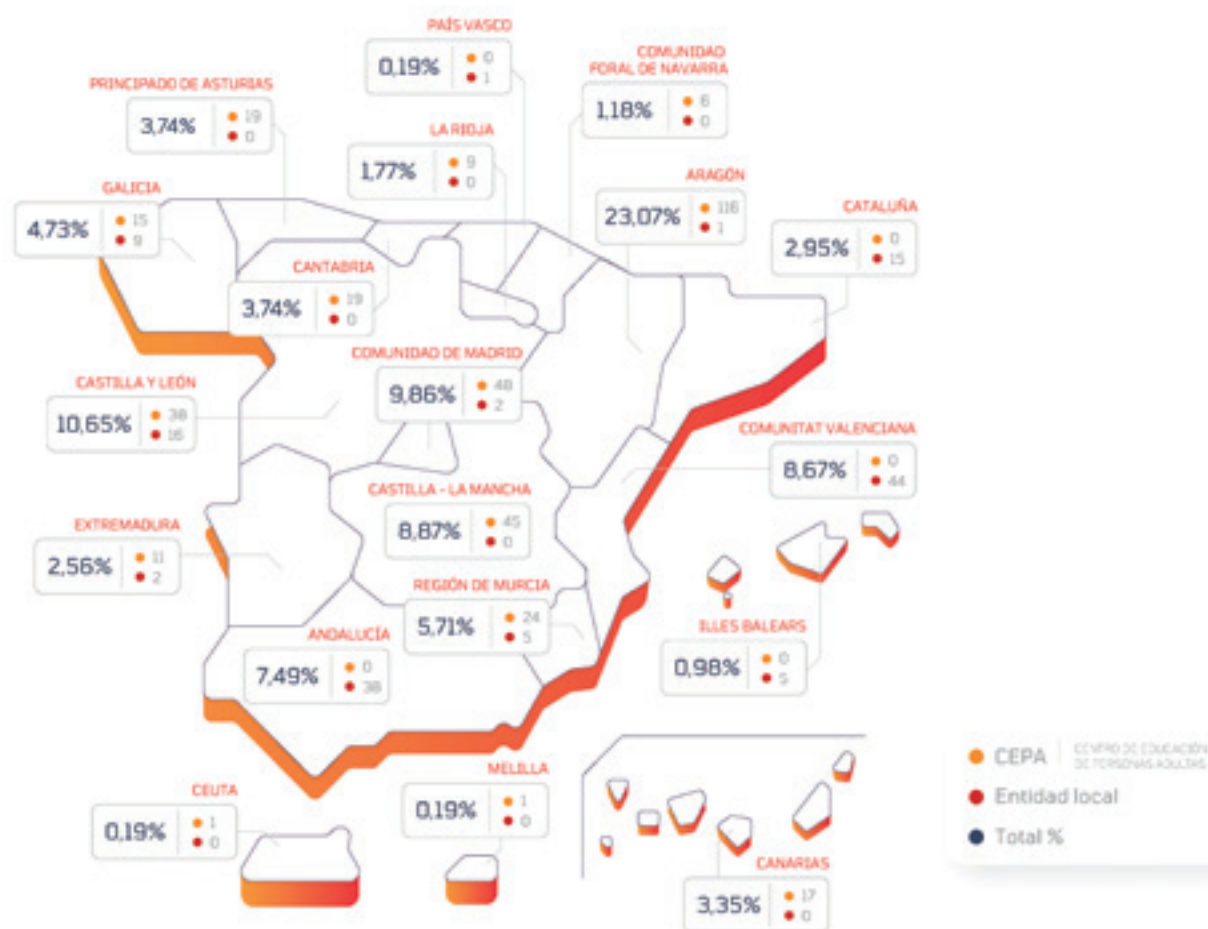 PAÍS VASCO
0,19%
0
1
COMUNIDAD
FORAL DE NAVARRA
1,18%
6
0
PRINCIPADO DE ASTURIAS
3,74%
19
0
LA RIOJA
1,77%
9
0
ARAGÓN
23,07%
116
1
GALICIA
4,73%
15
9
CATALUÑA
2,95%
0
15
CANTABRIA
3,74%
19
0
COMUNIDAD DE MADRID
9,86%
48
2
CASTILLA Y LEÓN
10,65%
38
16
COMUNITAT VALENCIANA
8,67%
0
44
CASTILLA - LA MANCHA
8,87%
45
0
EXTREMADURA
2,56%
11
2
REGIÓN DE MURCIA
5,71%
24
5
ANDALUCÍA
7,49%
0
38
ILLES BALEARS
0,98%
0
5
MELILLA
0,19%
1
0
CEUTA
0,19%
1
0
CANARIAS
3,35%
17
0
CEPA
CENTRO DE EDUCACIÓN
DE PERSONAS ADULTAS
Entidad local
Total %